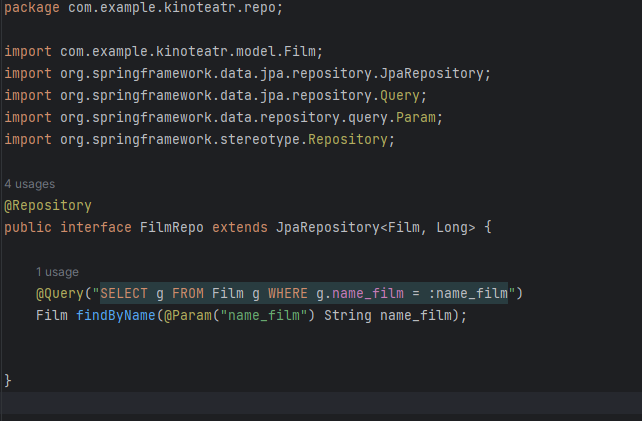 package com.example.kinoteatr.repo;
import com.example.kinoteatr.model.Film;
import org.springframework.data.jpa.repository.JpaRepository;
import org.springframework.data.jpa.repository.Query;
import org.springframework.data.repository.query.Param;
import org.springframework.stereotype.Repository;
4 usages
@Repository
public interface FilmRepo extends JpaRepository<Film, Long> {
1 usage
@Query("SELECT g FROM Film g WHERE g.name_film = :name_film")
Film findByName(@Param("name_film") String name_film);
}